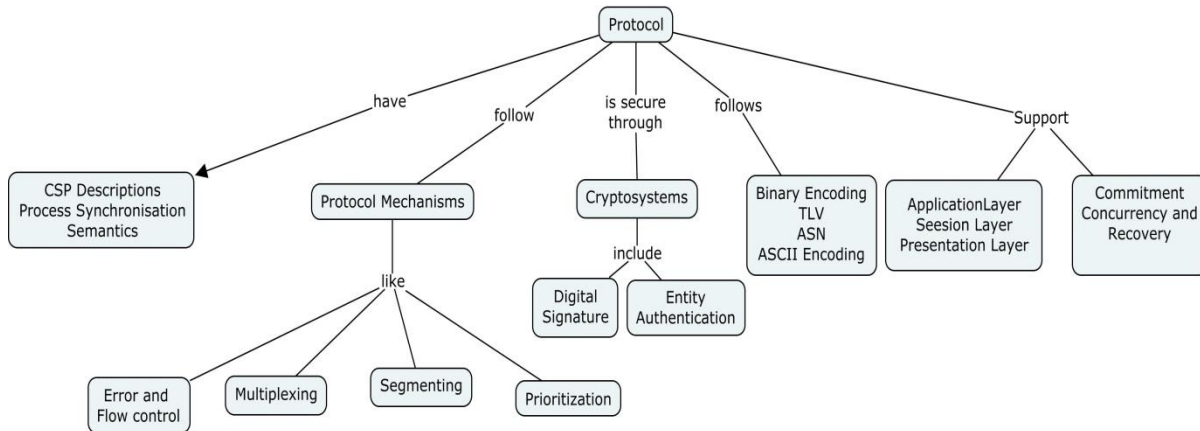 Protocol
have
follow
is secure
through
follows
Support
CSP Descriptions
Process Synchronisation
Semantics
Protocol Mechanisms
Cryptosystems
Binary Encoding
TLV
ASN
ASCII Encoding
ApplicationLayer
Seesion Layer
Presentation Layer
Commitment
Concurrency and
Recovery
like
include
Digital
Signature
Entity
Authentication
Error and
Flow control
Multiplexing
Segmenting
Prioritization